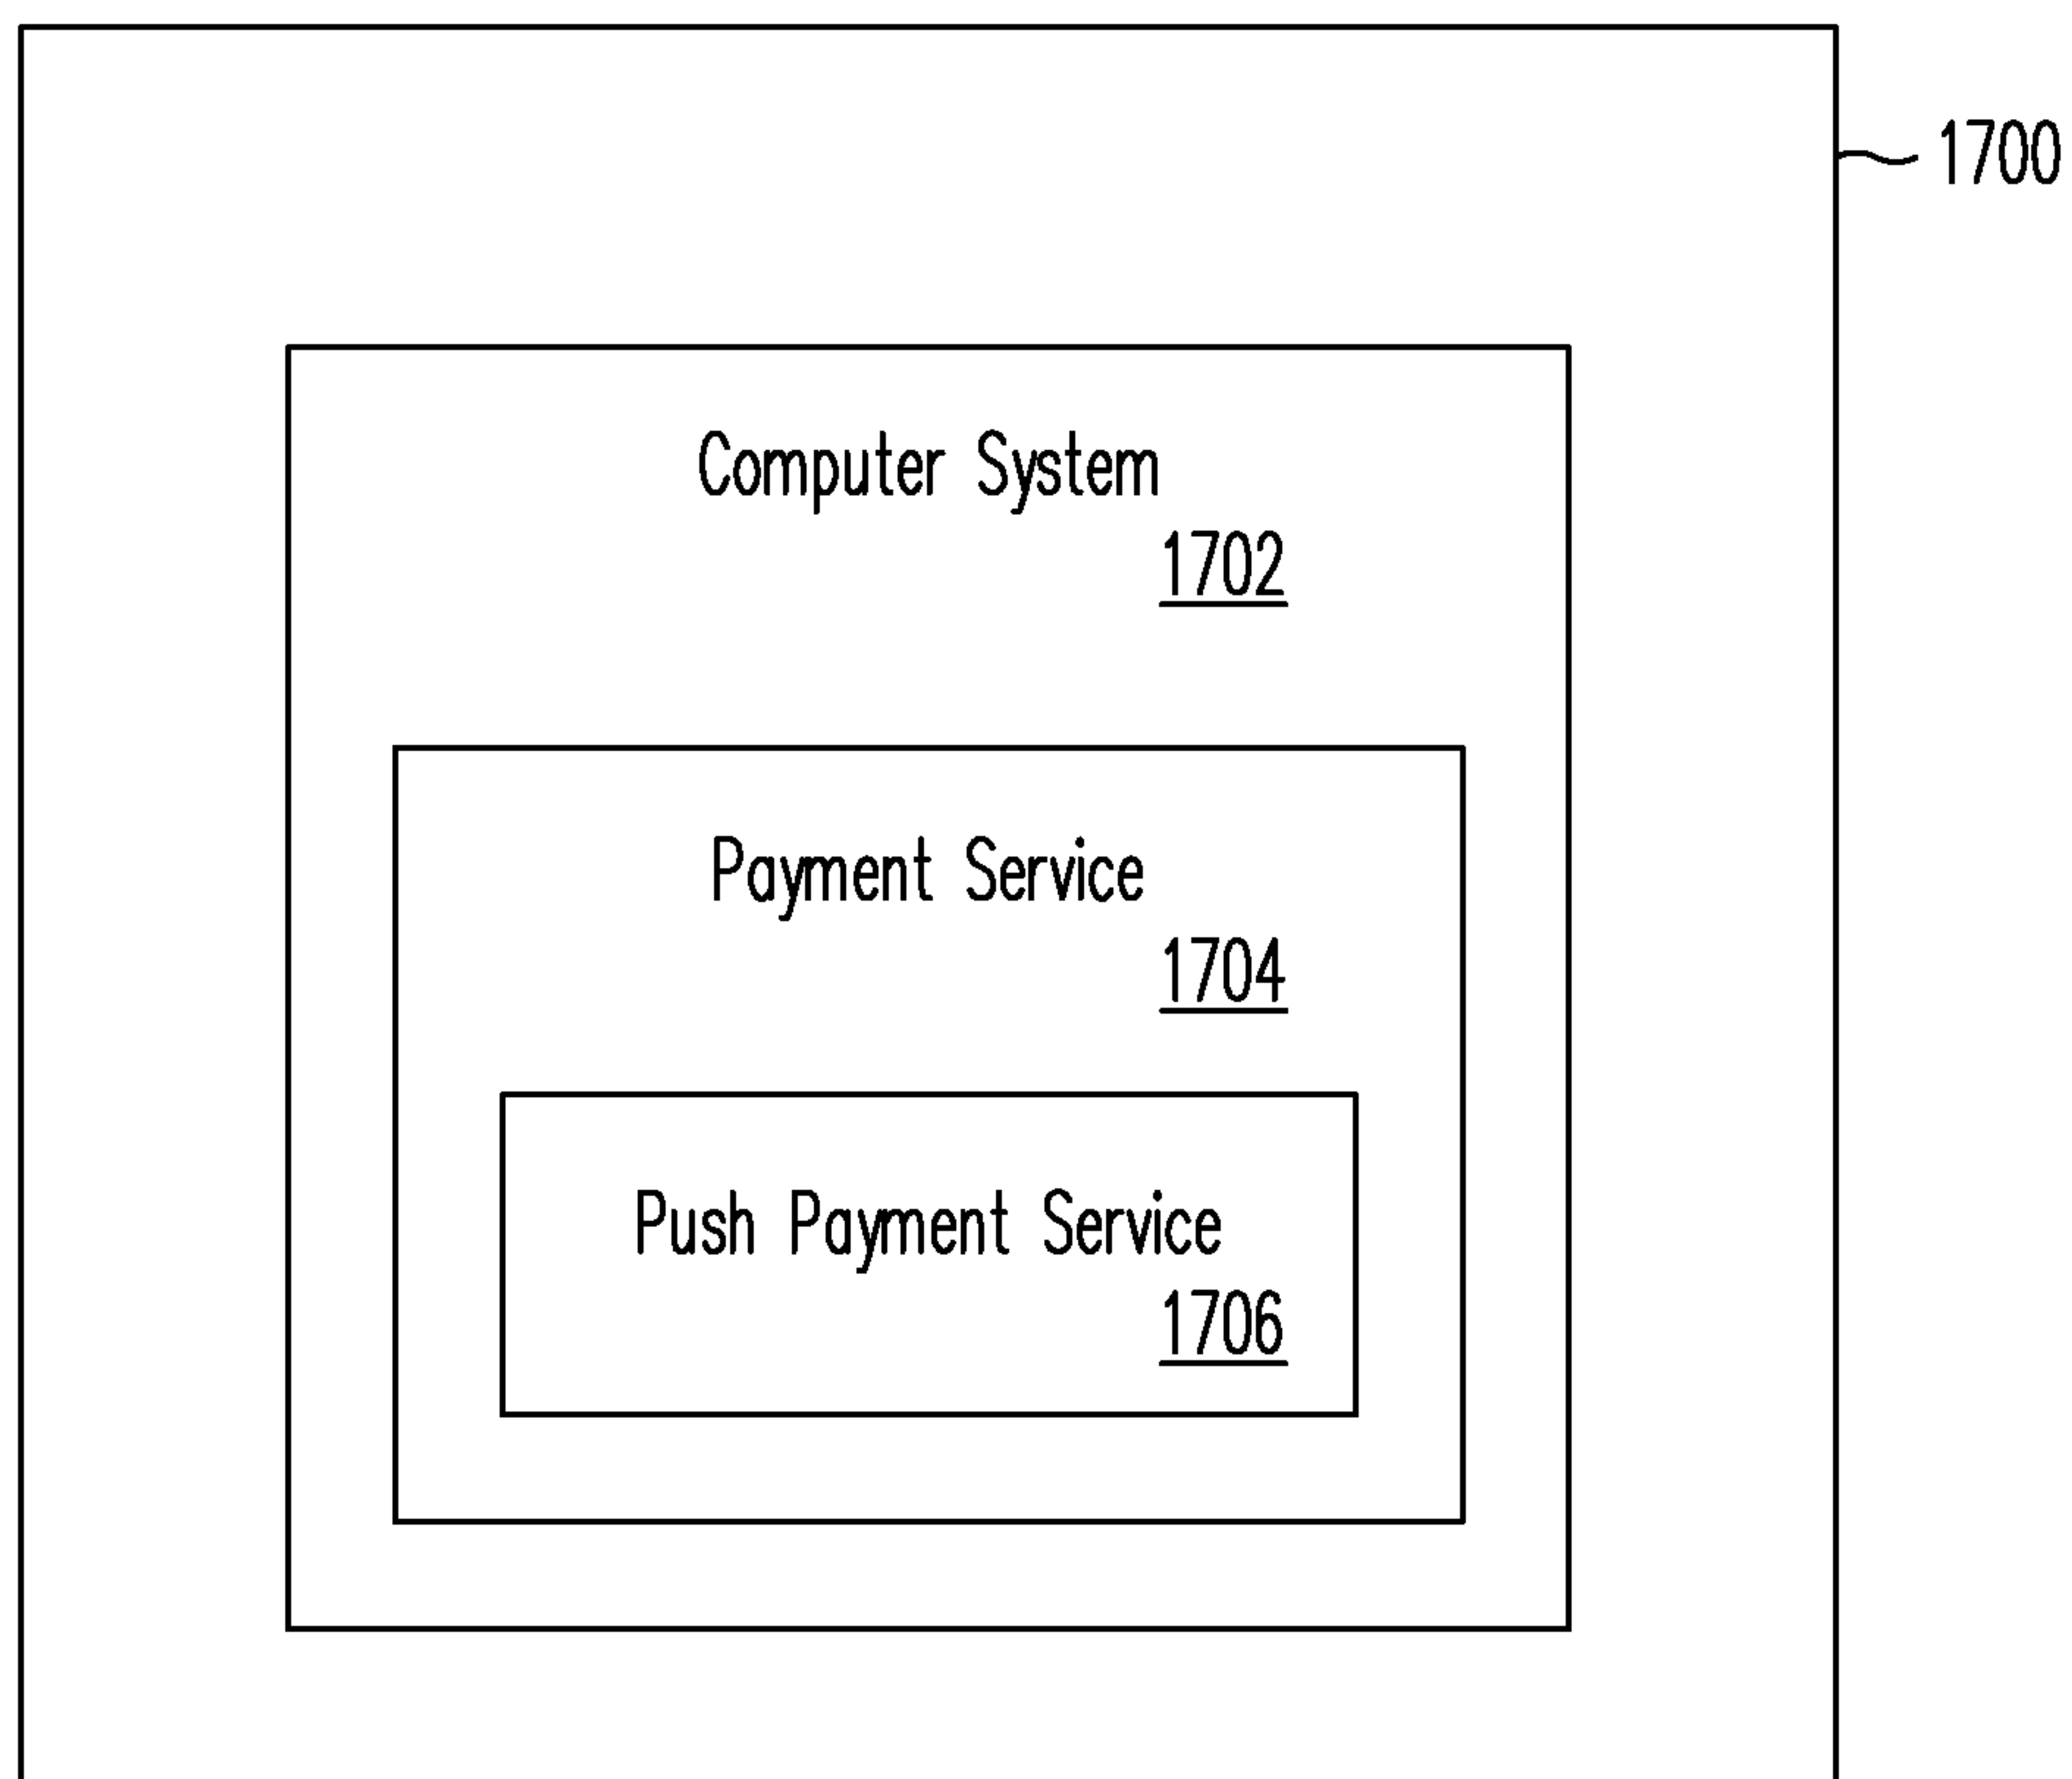 1700
Computer System
1702
Payment Service
1704
Push Payment Service
1706